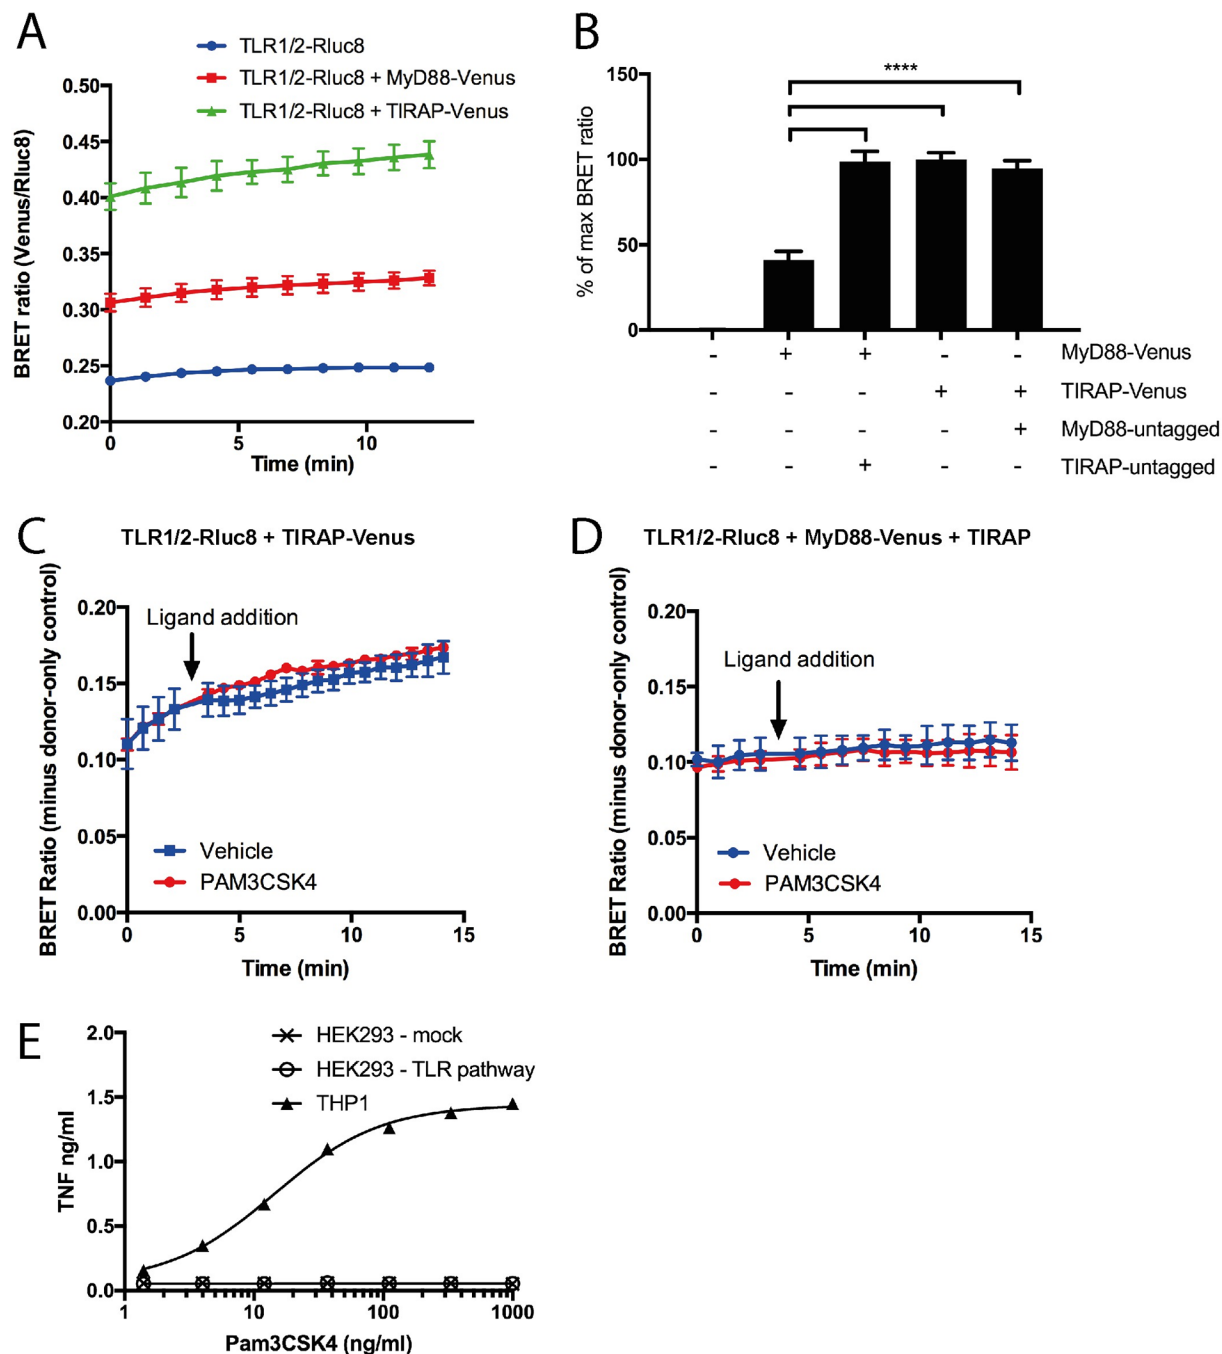 A
TLR1/2-Rluc8
TLR1/2-Rluc8 + MyD88-Venus
TLR1/2-Rluc8 + TIRAP-Venus
BRET ratio (Venus/Rluc8)
0.50
0.45
0.40
0.35
0.30
0.25
0.20
0 5 10
Time (min)
B
****
% of max BRET ratio
150
100
50
0
- + + - - MyD88-Venus
- - - + + TIRAP-Venus
- - - - + MyD88-untagged
- - + - - TIRAP-untagged
C
TLR1/2-Rluc8 + TIRAP-Venus
BRET Ratio (minus donor-only control)
0.20
0.15
0.10
0.05
0.00
Ligand addition
Vehicle
PAM3CSK4
0 5 10 15
Time (min)
D
TLR1/2-Rluc8 + MyD88-Venus + TIRAP
BRET Ratio (minus donor-only control)
0.20
0.15
0.10
0.05
0.00
Ligand addition
Vehicle
PAM3CSK4
0 5 10 15
Time (min)
E
HEK293 - mock
HEK293 - TLR pathway
THP1
TNF ng/ml
2.0
1.5
1.0
0.5
0.0
1 10 100 1000
Pam3CSK4 (ng/ml)